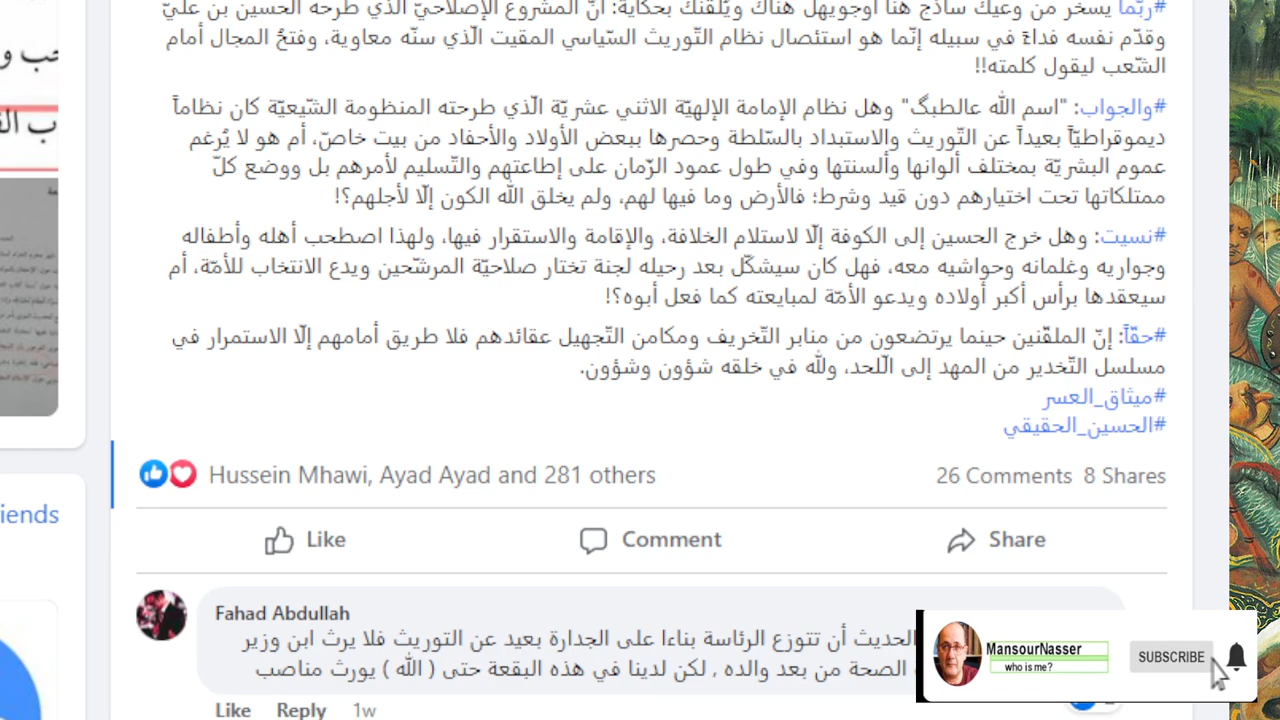 #ربّما يسخر من وعيك ساذج هنا أوجويهل هناك ويُلقّنك بحكاية: أنّ المشروع الإصلاحيّ الّذي طرحه الحسين بن عليّ
وقدّم نفسه فداءً في سبيله إنّما هو استئصال نظام التّوريث السّياسي المقيت الّذي سنّه معاوية، وفتحُ المجال أمام
الشّعب ليقول كلمته!!
#والجواب: "اسم الله عالطبگ" وهل نظام الإمامة الإلهيّة الاثني عشريّة الّذي طرحته المنظومة الشّيعيّة كان نظاماً
ديموقراطيّاً بعيداً عن التّوريث والاستبداد بالسّلطة وحصرها ببعض الأولاد والأحفاد من بيت خاصّ، أم هو لا يُرغم
عموم البشريّة بمختلف ألوانها وألسنتها وفي طول عمود الزّمان على إطاعتهم والتّسليم لأمرهم بل ووضع كلّ
ممتلكاتها تحت اختيارهم دون قيد وشرط؛ فالأرض وما فيها لهم، ولم يخلق الله الكون إلّا لأجلهم؟!
#نسيت: وهل خرج الحسين إلى الكوفة إلّا لاستلام الخلافة، والإقامة والاستقرار فيها، ولهذا اصطحب أهله وأطفاله
وجواريه وغلمانه وحواشيه معه، فهل كان سيشكّل بعد رحيله لجنة تختار صلاحيّة المرشّحين ويدع الانتخاب للأمّة، أم
سيعقدها برأس أكبر أولاده ويدعو الأمّة لمبايعته كما فعل أبوه؟!
#حقّاً: إنّ الملقّنين حينما يرتضعون من منابر التّخريف ومكامن التّجهيل عقائدهم فلا طريق أمامهم إلّا الاستمرار في
مسلسل التّخدير من المهد إلى اللّحد، ولله في خلقه شؤون وشؤون.
#ميثاق_العسر
#الحسين_الحقيقي
Hussein Mhawi, Ayad Ayad and 281 others
26 Comments 8 Shares
Like Comment Share
Fahad Abdullah
الحديث أن تتوزع الرئاسة بناءا على الجدارة بعيد عن التوريث فلا يرث ابن وزير
الصحة من بعد والده , لكن لدينا في هذه البقعة حتى ( الله ) يورث مناصب
Like Reply 1w
iends
MansourNasser
who is me?
SUBSCRIBE